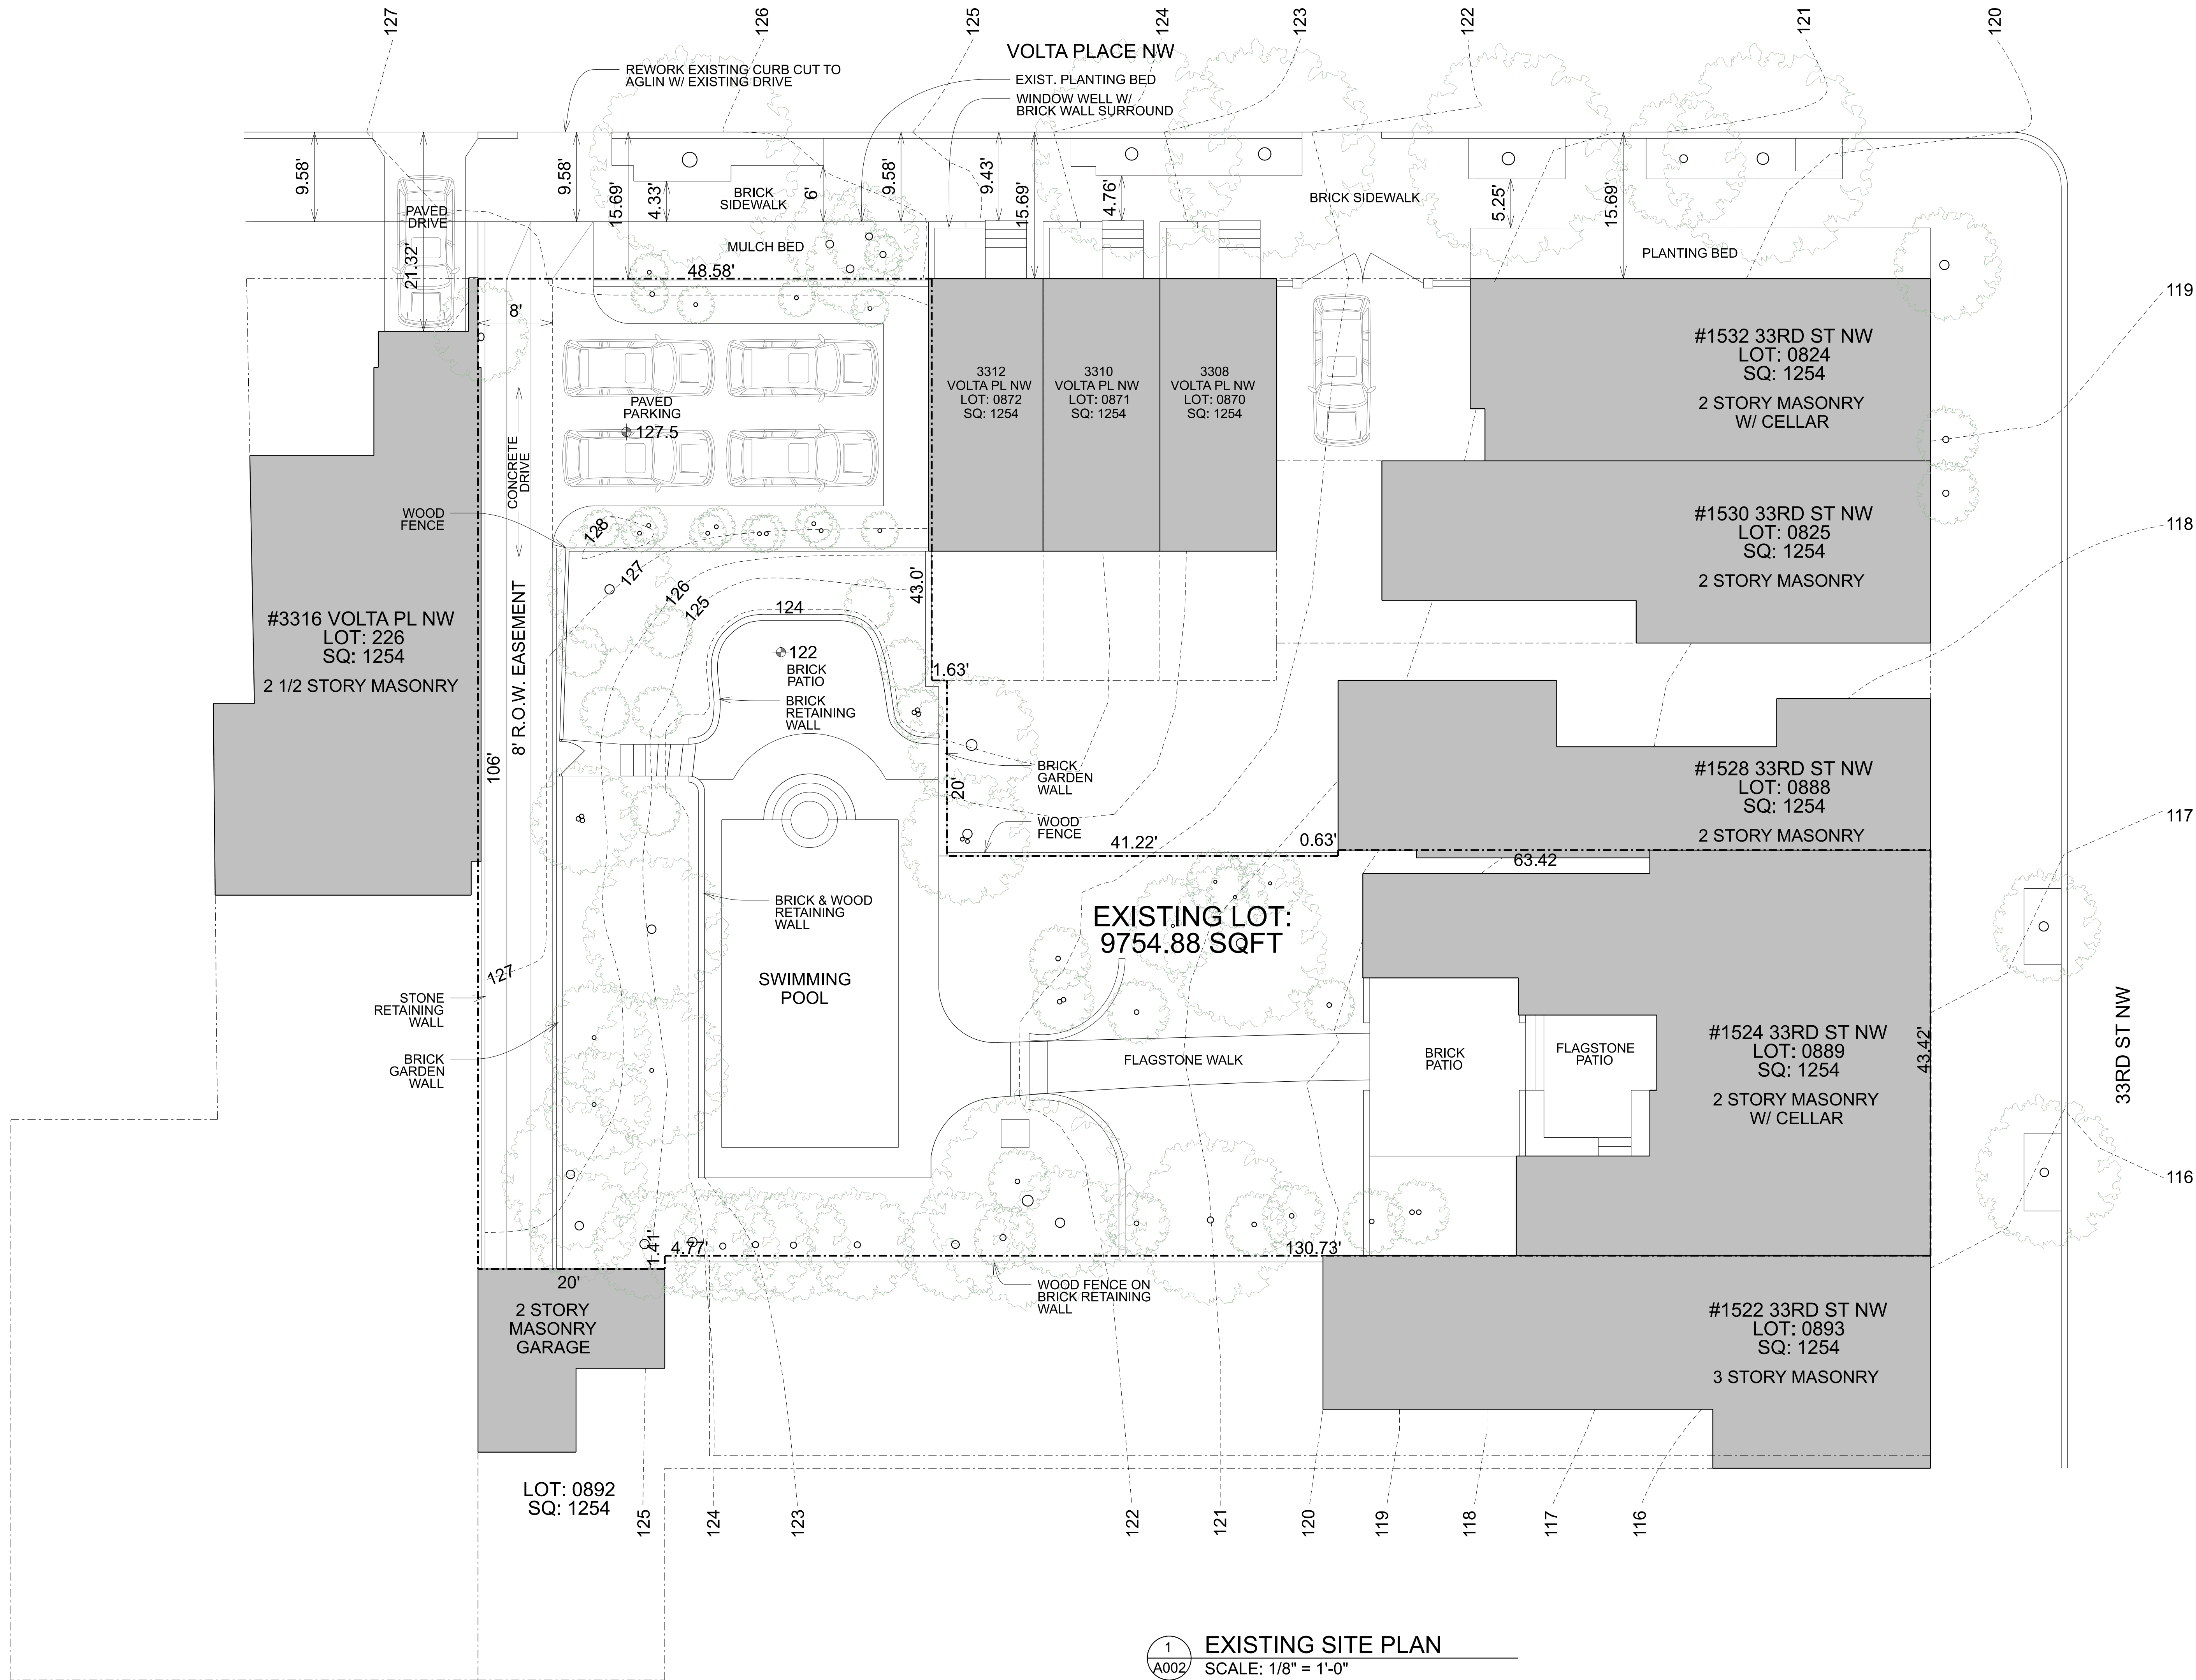 127
126
125
124
123
122
121
120
VOLTA PLACE NW
REWORK EXISTING CURB CUT TO
AGLIN W/ EXISTING DRIVE
EXIST. PLANTING BED
WINDOW WELL W/
BRICK WALL SURROUND
9.58'
9.58'
15.69'
4.33'
BRICK
SIDEWALK
6'
9.58'
9.43'
15.69'
4.76'
BRICK SIDEWALK
5.25'
15.69'
PAVED
DRIVE
21.32'
MULCH BED
PLANTING BED
48.58'
8'
119
#1532 33RD ST NW
LOT: 0824
SQ: 1254
2 STORY MASONRY
W/ CELLAR
3312
VOLTA PL NW
LOT: 0872
SQ: 1254
3310
VOLTA PL NW
LOT: 0871
SQ: 1254
3308
VOLTA PL NW
LOT: 0870
SQ: 1254
PAVED
PARKING
127.5
CONCRETE
DRIVE
WOOD
FENCE
128
127
126
125
124
43.0'
#1530 33RD ST NW
LOT: 0825
SQ: 1254
2 STORY MASONRY
118
#3316 VOLTA PL NW
LOT: 226
SQ: 1254
2 1/2 STORY MASONRY
8' R.O.W. EASEMENT
122
BRICK
PATIO
BRICK
RETAINING
WALL
1.63'
106'
BRICK
GARDEN
WALL
20'
WOOD
FENCE
41.22'
0.63'
#1528 33RD ST NW
LOT: 0888
SQ: 1254
2 STORY MASONRY
63.42
117
BRICK & WOOD
RETAINING
WALL
EXISTING LOT:
9754.88 SQFT
SWIMMING
POOL
127
STONE
RETAINING
WALL
BRICK
GARDEN
WALL
FLAGSTONE WALK
BRICK
PATIO
FLAGSTONE
PATIO
#1524 33RD ST NW
LOT: 0889
SQ: 1254
2 STORY MASONRY
W/ CELLAR
43.42'
33RD ST NW
116
1.41'
4.77'
130.73'
20'
2 STORY
MASONRY
GARAGE
WOOD FENCE ON
BRICK RETAINING
WALL
#1522 33RD ST NW
LOT: 0893
SQ: 1254
3 STORY MASONRY
LOT: 0892
SQ: 1254
125
124
123
122
121
120
119
118
117
116
1
A002
EXISTING SITE PLAN
SCALE: 1/8" = 1'-0"